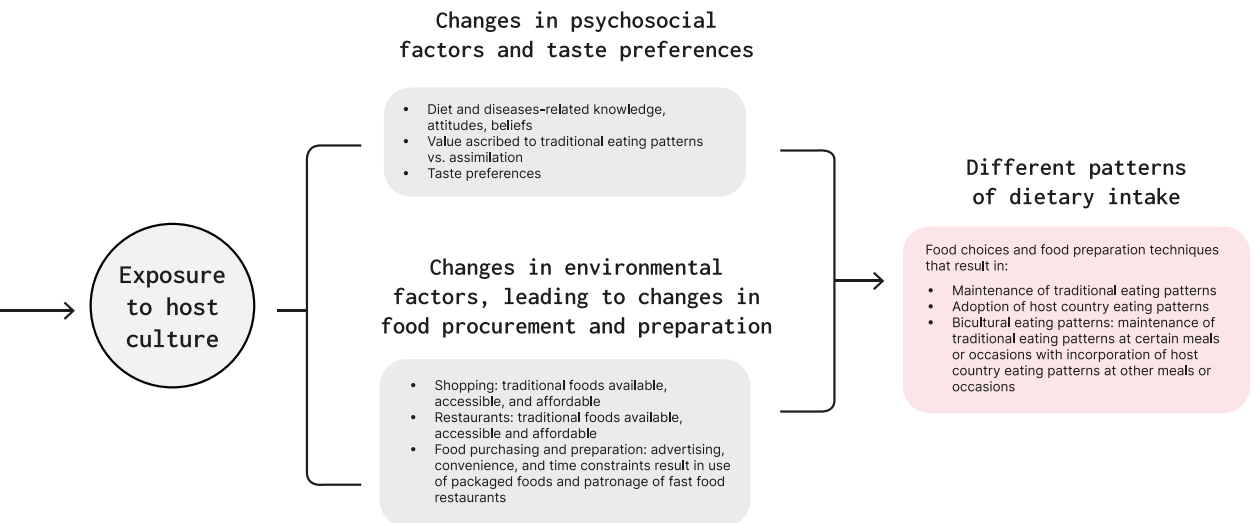 Changes in psychosocial
factors and taste preferences
• Diet and diseases-related knowledge,
attitudes, beliefs
• Value ascribed to traditional eating patterns
vs. assimilation
• Taste preferences
Exposure
to host
culture
Changes in environmental
factors, leading to changes in
food procurement and preparation
• Shopping: traditional foods available,
accessible, and affordable
• Restaurants: traditional foods available,
accessible and affordable
• Food purchasing and preparation: advertising,
convenience, and time constraints result in use
of packaged foods and patronage of fast food
restaurants
Different patterns
of dietary intake
Food choices and food preparation techniques
that result in:
• Maintenance of traditional eating patterns
• Adoption of host country eating patterns
• Bicultural eating patterns: maintenance of
traditional eating patterns at certain meals
or occasions with incorporation of host
country eating patterns at other meals or
occasions